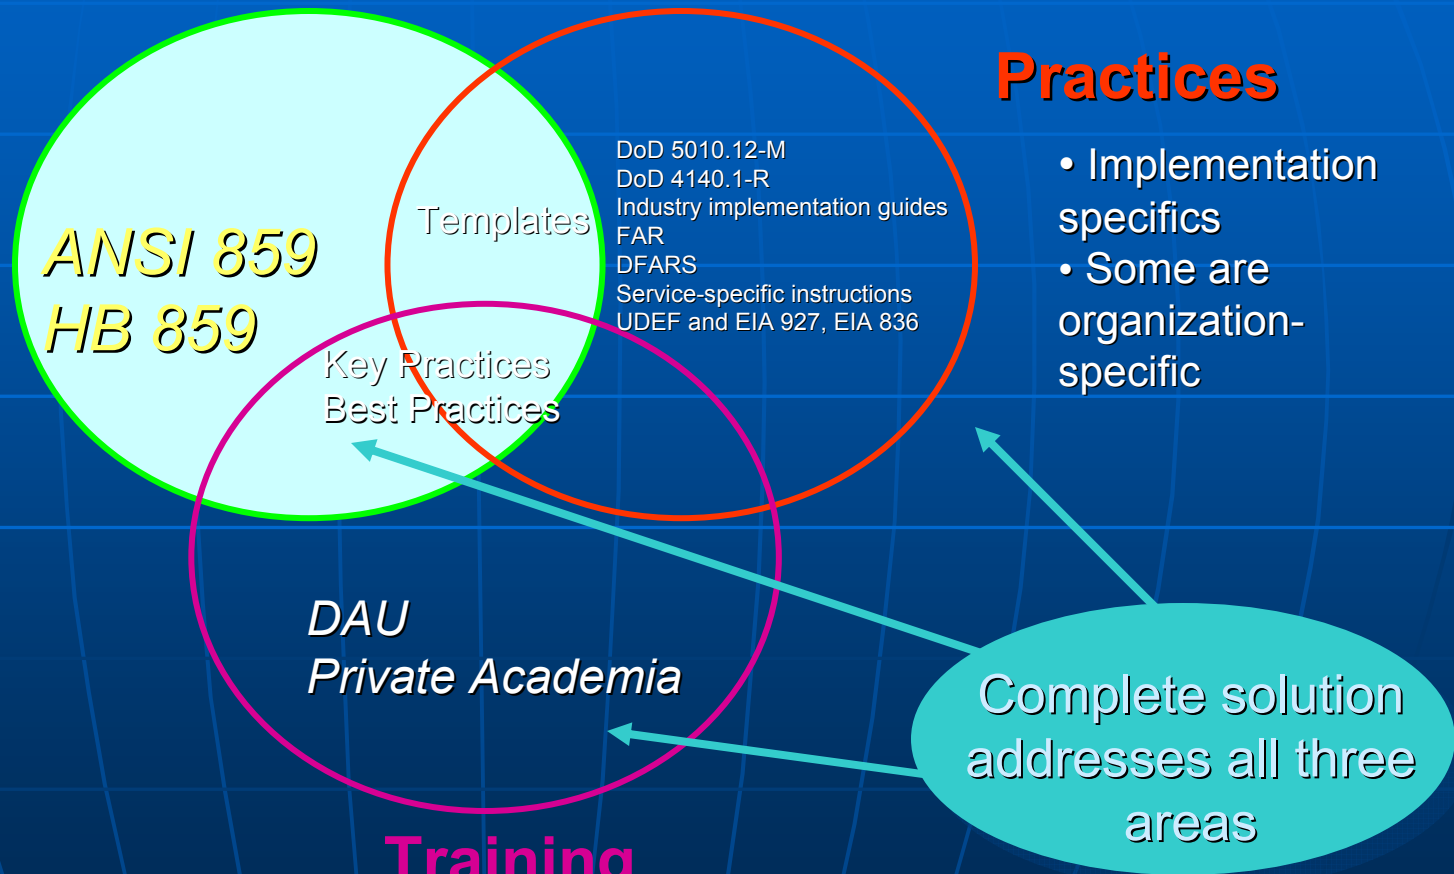 Practices
• Implementation
specifics
• Some are
organization-
specific
ANSI 859
HB 859
Templates
DoD 5010.12-M
DoD 4140.1-R
Industry implementation guides
FAR
DFARS
Service-specific instructions
UDEF and EIA 927, EIA 836
Key Practices
Best Practices
DAU
Private Academia
Complete solution
addresses all three
areas
Training